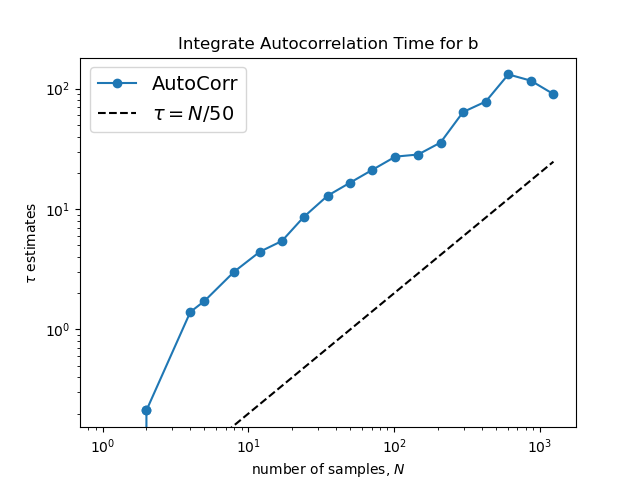 Integrate Autocorrelation Time for b
AutoCorr
τ = N/50
τ estimates
10²
10¹
10⁰
10⁰ 10¹ 10² 10³
number of samples, N